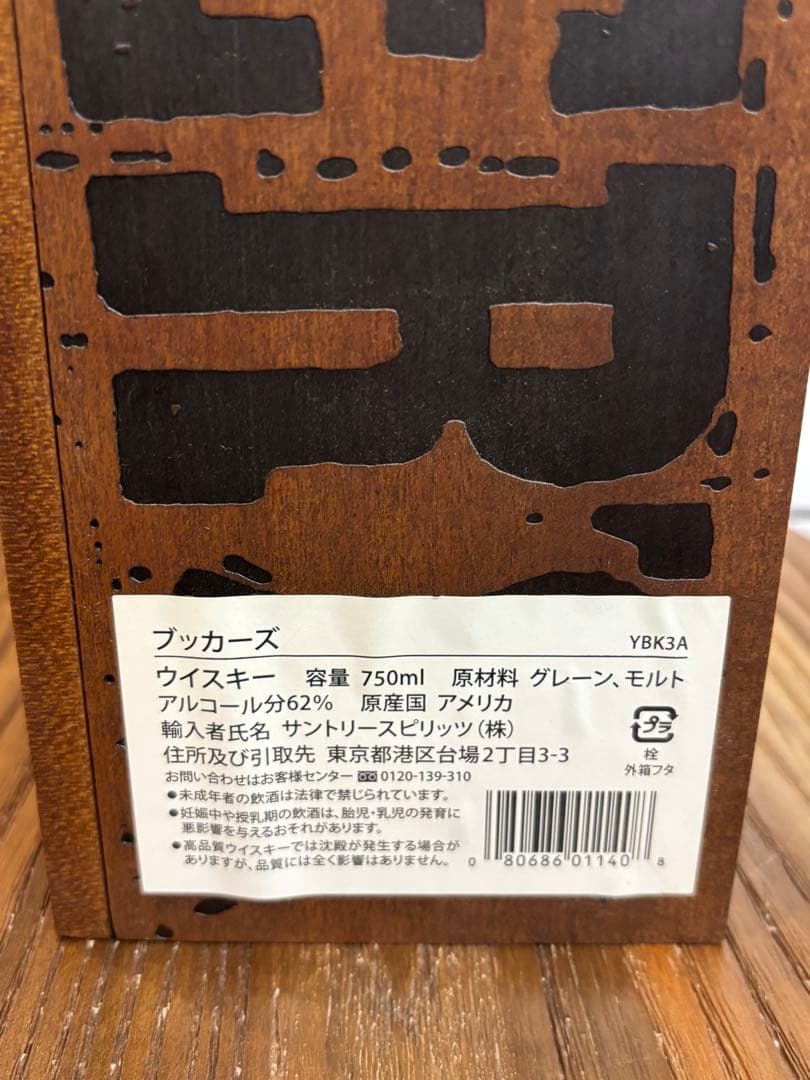 ブッカーズ YBK3A
ウイスキー 容量 750ml 原材料 グレーン、モルト
アルコール分62% 原産国 アメリカ
輸入者氏名 サントリースピリッツ(株)
住所及び引取先 東京都港区台場2丁目3-3
お問い合わせはお客様センター 0120-139-310
プラ
栓
外箱フタ
●未成年者の飲酒は法律で禁じられています。
●妊娠中や授乳期の飲酒は、胎児・乳児の発育に
悪影響を与えるおそれがあります。
●高品質ウイスキーでは沈殿が発生する場合が
ありますが、品質には全く影響はありません。
0 80686 01140 8